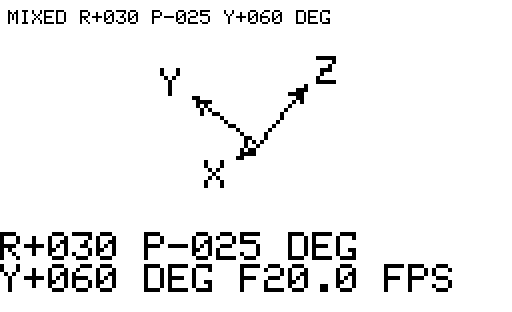 MIXED R+030 P-025 Y+060 DEG
Z
Y
X
R+030 P-025 DEG
Y+060 DEG F20.0 FPS